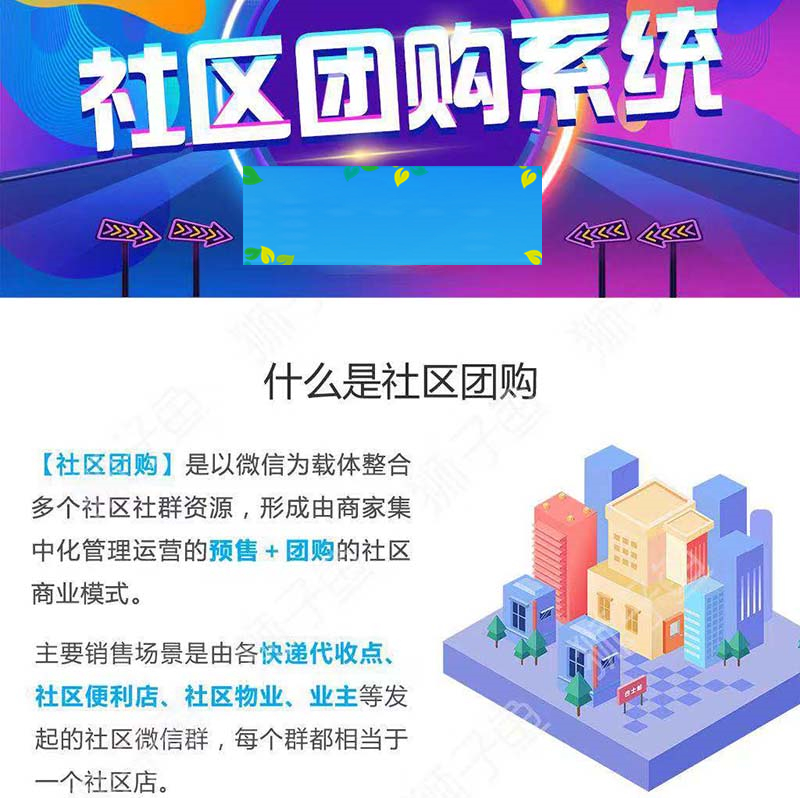 社区团购系统
什么是社区团购
【社区团购】是以微信为载体整合
多个社区社群资源，形成由商家集
中化管理运营的预售+团购的社区
商业模式。
主要销售场景是由各快递代收点、
社区便利店、社区物业、业主等发
起的社区微信群，每个群都相当于
一个社区店。
狮子鱼